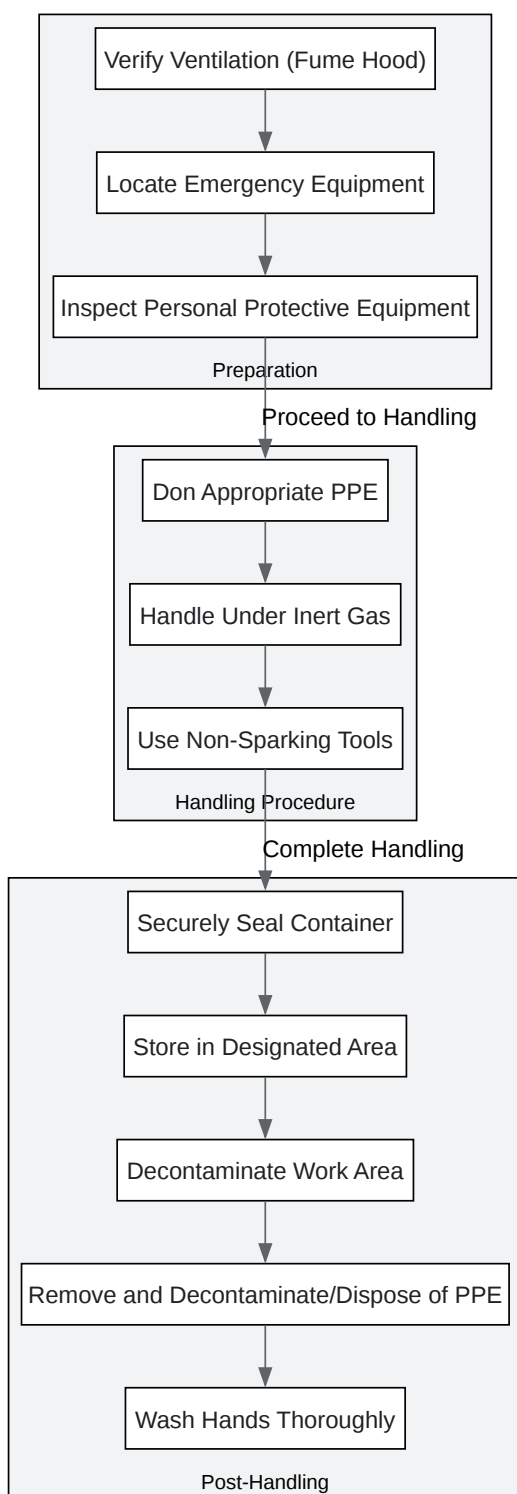 Verify Ventilation (Fume Hood)
Locate Emergency Equipment
Inspect Personal Protective Equipment
Preparation
Proceed to Handling
Don Appropriate PPE
Handle Under Inert Gas
Use Non-Sparking Tools
Handling Procedure
Complete Handling
Securely Seal Container
Store in Designated Area
Decontaminate Work Area
Remove and Decontaminate/Dispose of PPE
Wash Hands Thoroughly
Post-Handling